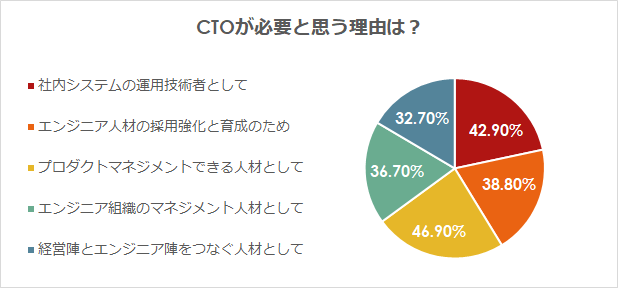 CTOが必要と思う理由は？
社内システムの運用技術者として
エンジニア人材の採用強化と育成のため
プロダクトマネジメントできる人材として
エンジニア組織のマネジメント人材として
経営陣とエンジニア陣をつなぐ人材として
32.70%
42.90%
36.70%
38.80%
46.90%